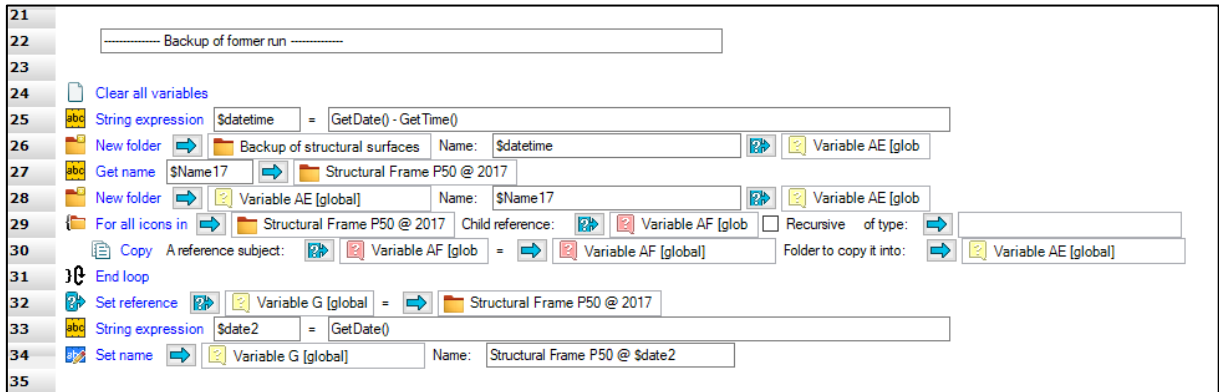 21
22 --------------- Backup of former run --------------
23
24 Clear all variables
25 abc String expression $datetime = GetDate() - GetTime()
26 New folder Backup of structural surfaces Name: $datetime Variable AE [glob
27 abc Get name $Name17 Structural Frame P50 @ 2017
28 New folder Variable AE [global] Name: $Name17 Variable AE [glob
29 For all icons in Structural Frame P50 @ 2017 Child reference: Variable AF [glob Recursive of type:
30 Copy A reference subject: Variable AF [glob = Variable AF [global] Folder to copy it into: Variable AE [global]
31 End loop
32 Set reference Variable G [global = Structural Frame P50 @ 2017
33 abc String expression $date2 = GetDate()
34 Set name Variable G [global] Name: Structural Frame P50 @ $date2
35